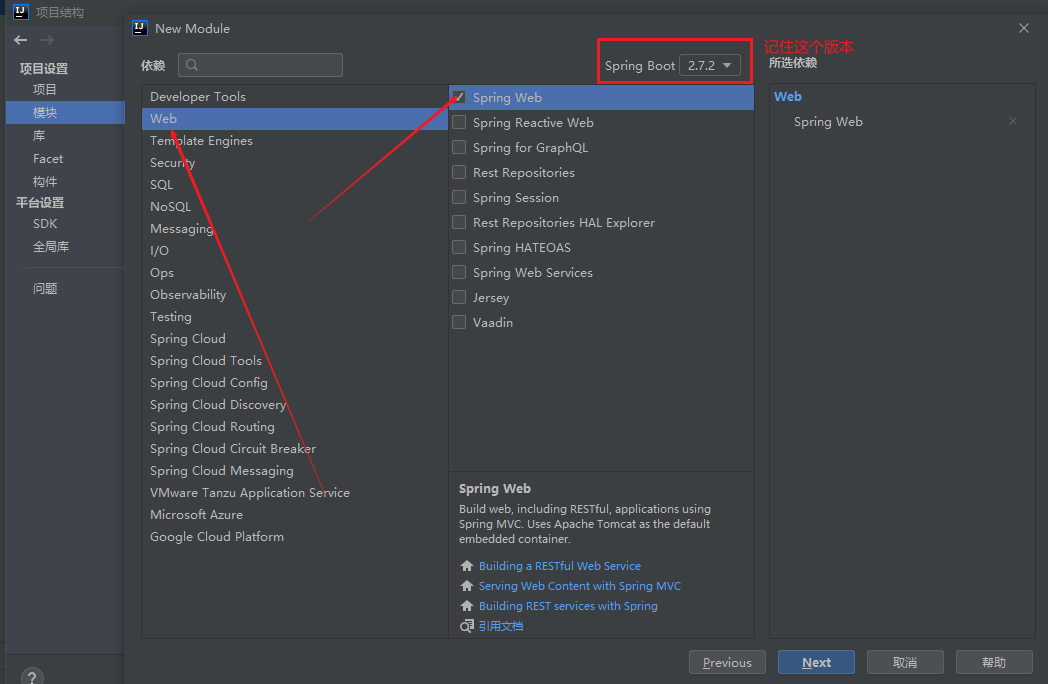 项目结构
项目设置
项目
模块
库
Facet
构件
平台设置
SDK
全局库
问题
?
New Module
依赖
Spring Boot 2.7.2
记住这个版本
所选依赖
Developer Tools
Web
Template Engines
Security
SQL
NoSQL
Messaging
I/O
Ops
Observability
Testing
Spring Cloud
Spring Cloud Tools
Spring Cloud Config
Spring Cloud Discovery
Spring Cloud Routing
Spring Cloud Circuit Breaker
Spring Cloud Messaging
VMware Tanzu Application Service
Microsoft Azure
Google Cloud Platform
Spring Web
Spring Reactive Web
Spring for GraphQL
Rest Repositories
Spring Session
Rest Repositories HAL Explorer
Spring HATEOAS
Spring Web Services
Jersey
Vaadin
Spring Web
Build web, including RESTful, applications using
Spring MVC. Uses Apache Tomcat as the default
embedded container.
Building a RESTful Web Service
Serving Web Content with Spring MVC
Building REST services with Spring
引用文档
Web
Spring Web
Previous
Next
取消
帮助